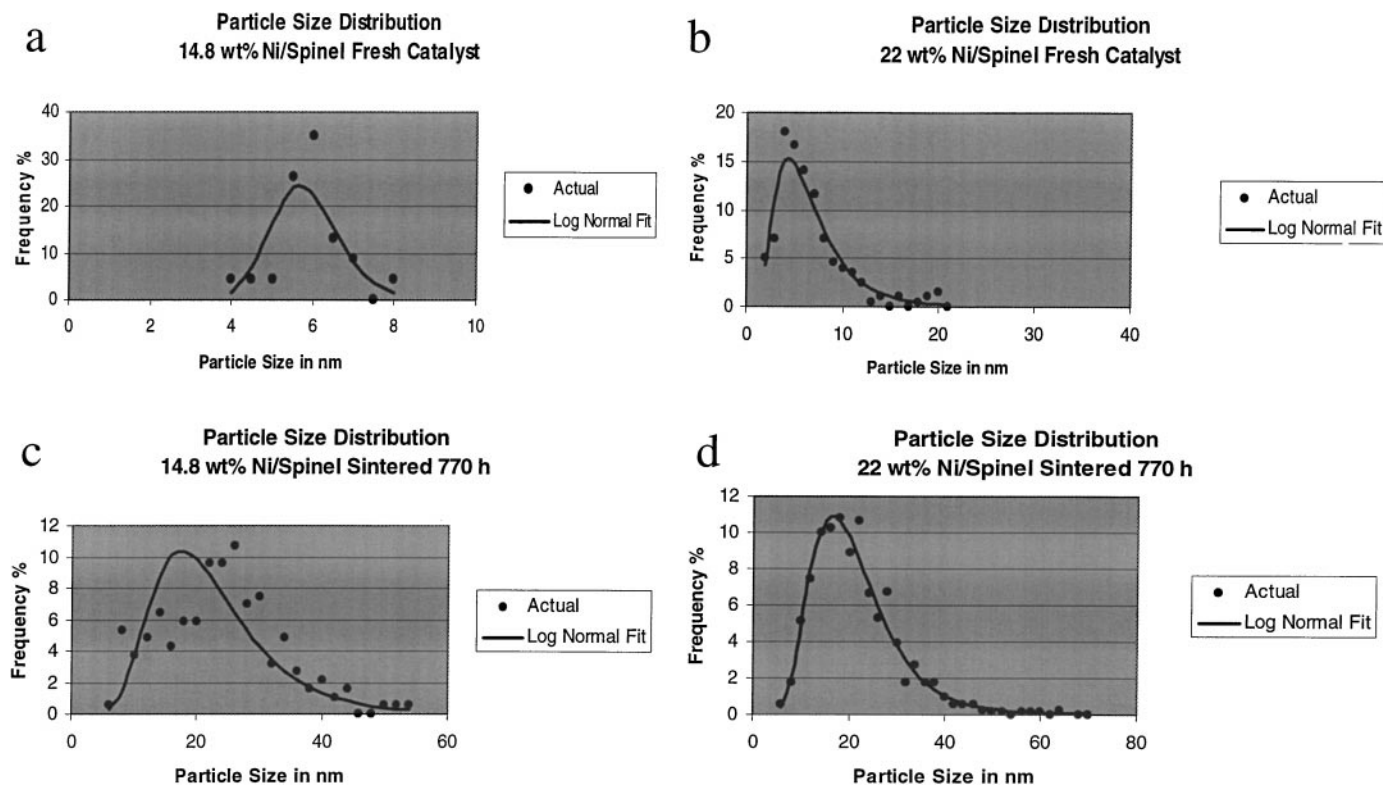 a
Particle Size Distribution
14.8 wt% Ni/Spinel Fresh Catalyst
Frequency %
40
30
20
10
0
0 2 4 6 8 10
Particle Size in nm
Actual
Log Normal Fit
b
Particle Size Distribution
22 wt% Ni/Spinel Fresh Catalyst
Frequency %
20
15
10
5
0
0 10 20 30 40
Particle Size in nm
Actual
Log Normal Fit
c
Particle Size Distribution
14.8 wt% Ni/Spinel Sintered 770 h
Frequency %
12
10
8
6
4
2
0
0 20 40 60
Particle Size in nm
Actual
Log Normal Fit
d
Particle Size Distribution
22 wt% Ni/Spinel Sintered 770 h
Frequency %
12
10
8
6
4
2
0
0 20 40 60 80
Particle Size in nm
Actual
Log Normal Fit